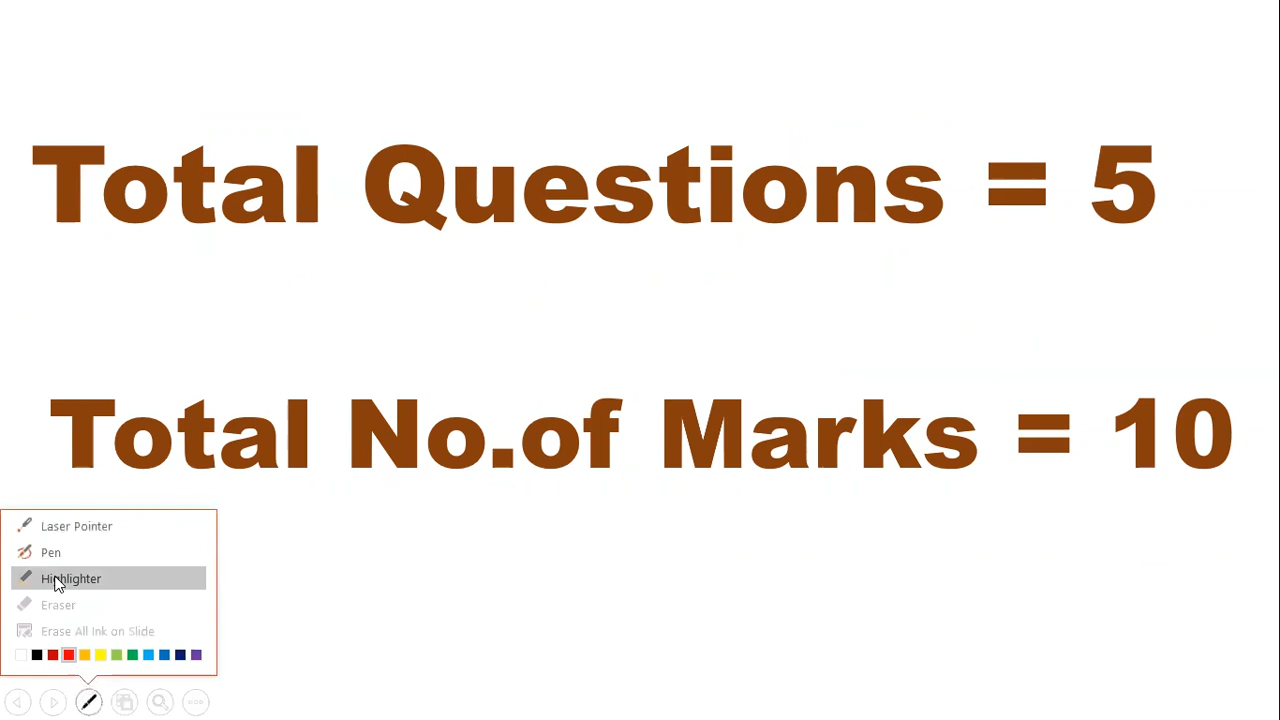 Total Questions = 5
Total No.of Marks = 10
Laser Pointer
Pen
Highlighter
Eraser
Erase All Ink on Slide